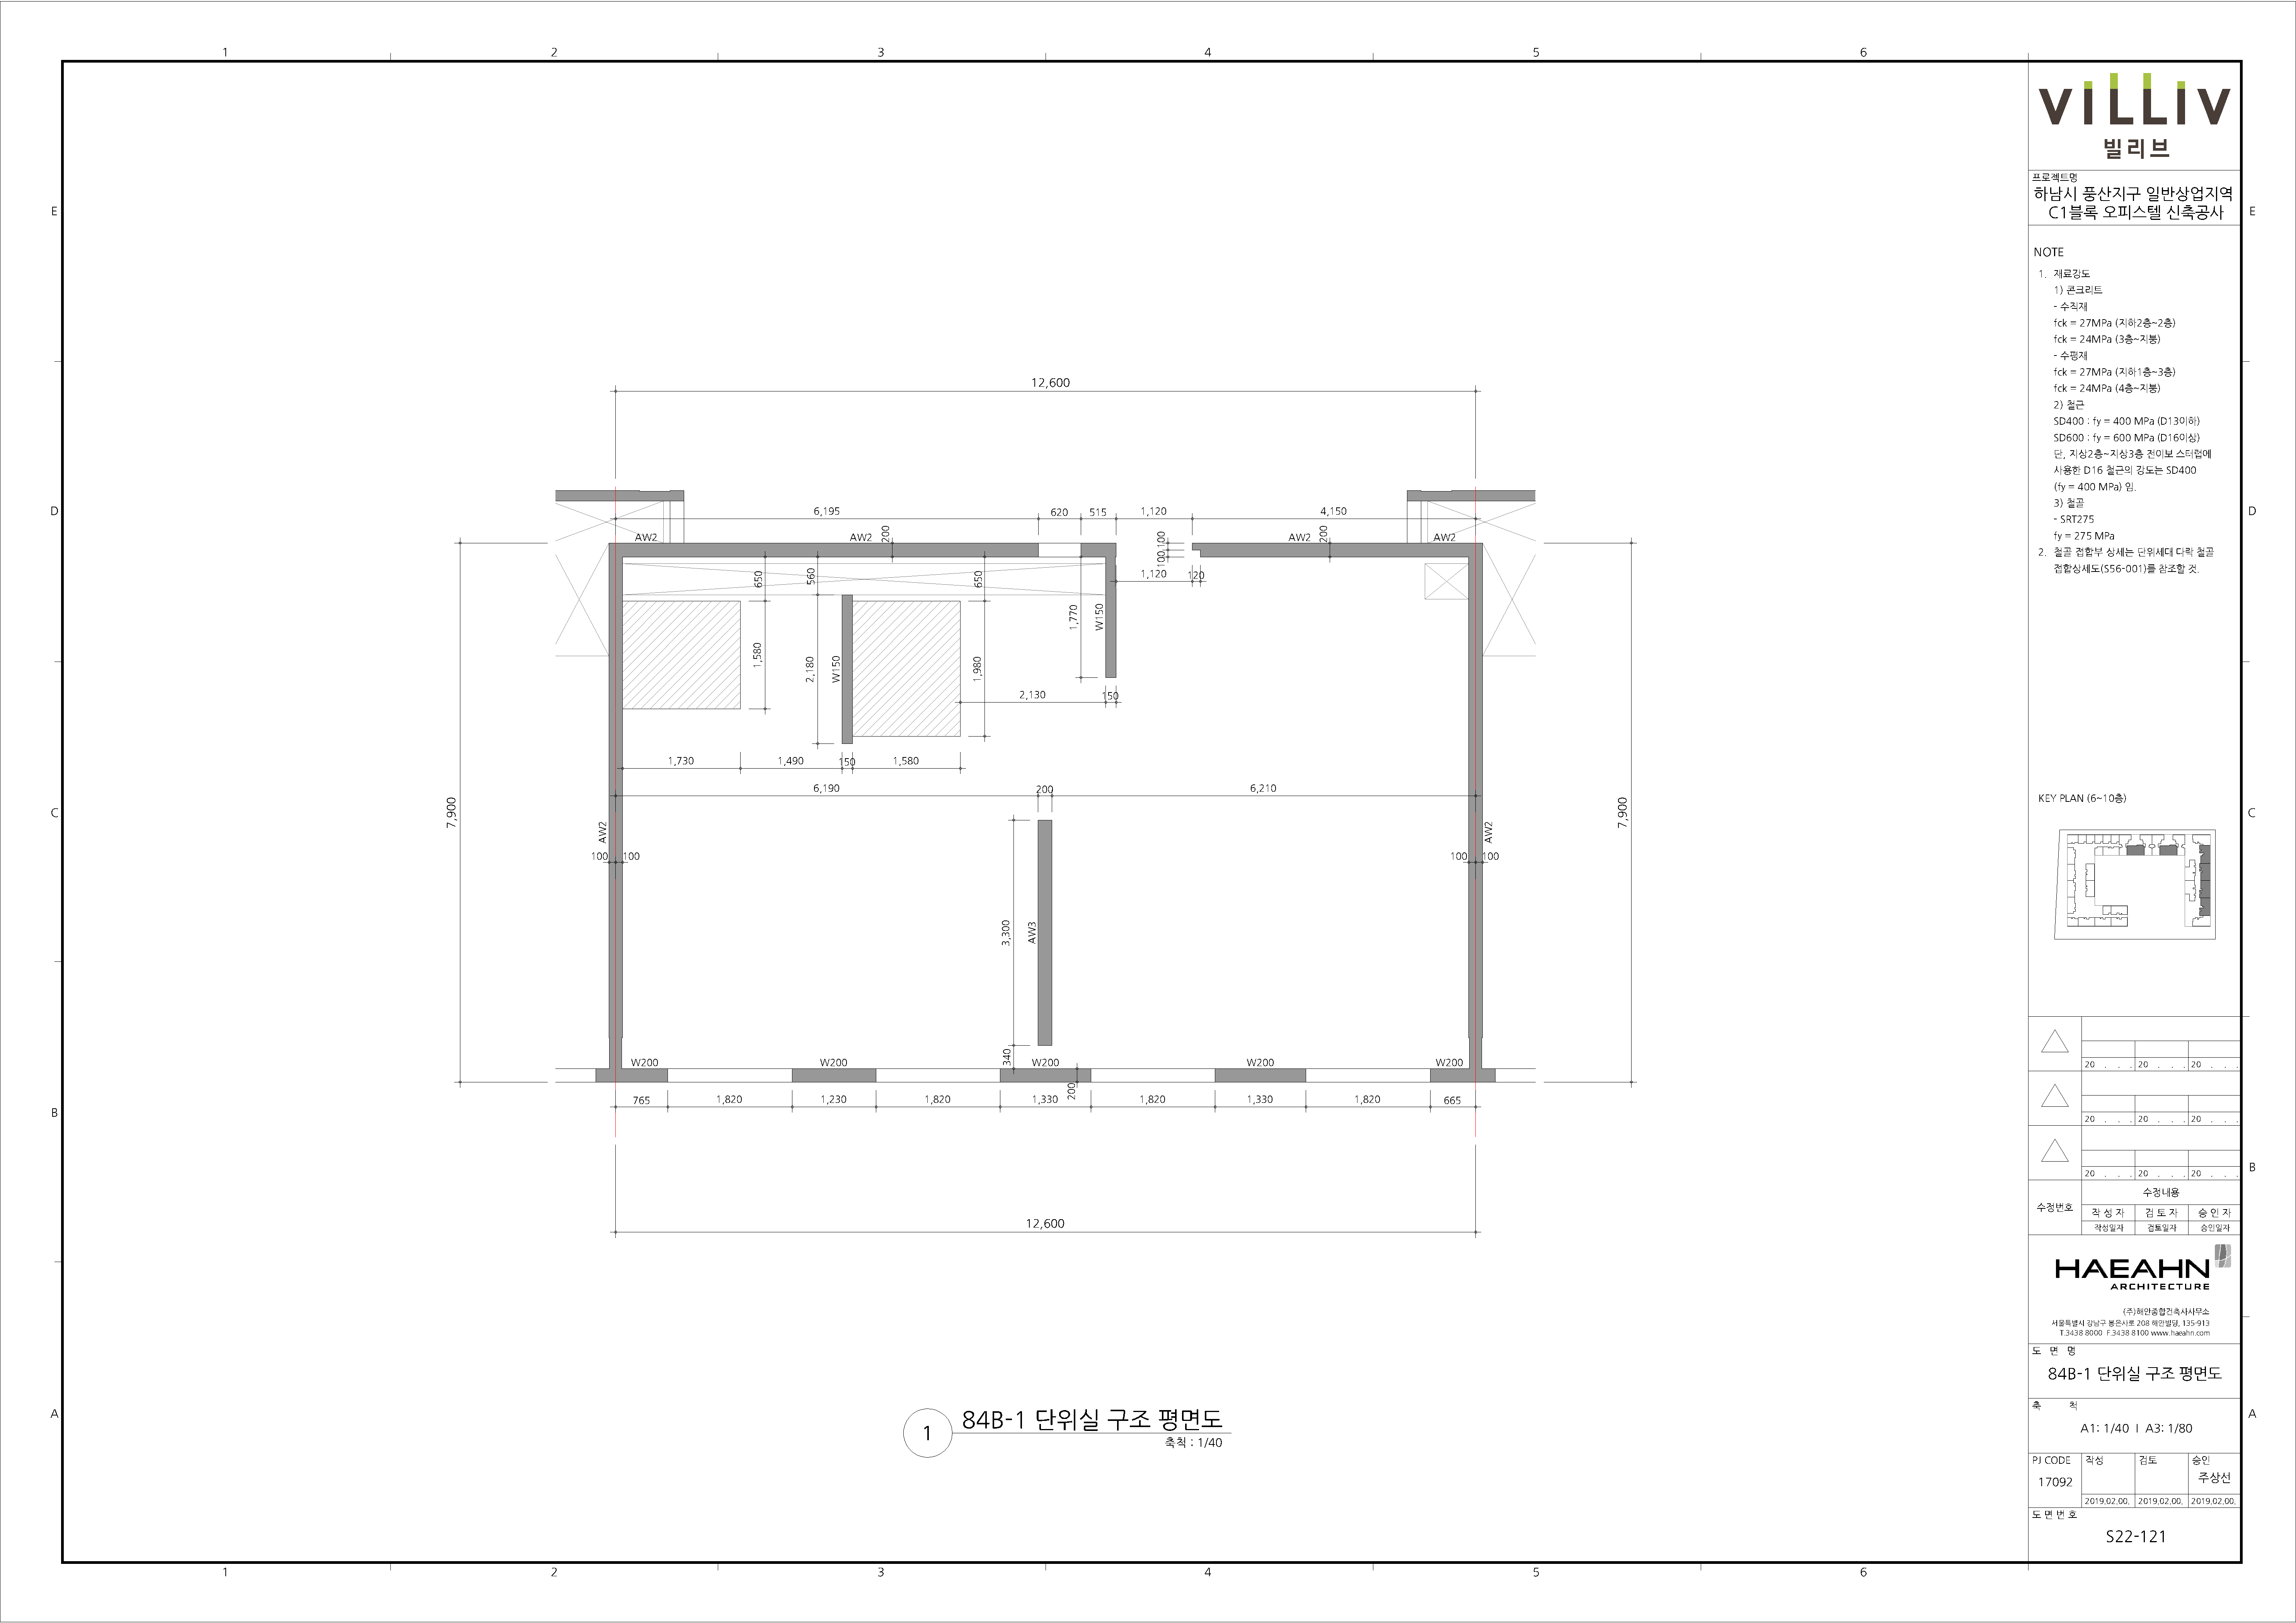 1 2 3 4 5 6
VILLIV
빌리브
프로젝트명
하남시 풍산지구 일반상업지역
C1블록 오피스텔 신축공사
E E
NOTE
1. 재료강도
1) 콘크리트
- 수직재
fck = 27MPa (지하2층~2층)
fck = 24MPa (3층~지붕)
- 수평재
fck = 27MPa (지하1층~3층)
fck = 24MPa (4층~지붕)
2) 철근
SD400 : fy = 400 MPa (D13이하)
SD600 : fy = 600 MPa (D16이상)
단, 지상2층~지상3층 전이보 스터럽에
사용한 D16 철근의 강도는 SD400
(fy = 400 MPa) 임.
3) 철골
- SRT275
fy = 275 MPa
2. 철골 접합부 상세는 단위세대 다락 철골
접합상세도(S56-001)를 참조할 것.
12,600
D D
6,195 620 515 1,120 4,150
AW2 AW2 200 100 100 AW2 200 AW2
650 560 650 1,120 120
1,770 W150
1,580 2,180 W150 1,980
2,130 150
1,730 1,490 150 1,580
6,190 200 6,210
KEY PLAN (6~10층)
C C
7,900 7,900
AW2 AW2
100 100 100 100
3,300 AW3
340
W200 W200 W200 W200 W200
200
765 1,820 1,230 1,820 1,330 1,820 1,330 1,820 665
B B
12,600
20 . . . 20 . . . 20 . . .
20 . . . 20 . . . 20 . . .
20 . . . 20 . . . 20 . . .
수정번호
수정내용
작 성 자 검 토 자 승 인 자
작성일자 검토일자 승인일자
HAEAHN
ARCHITECTURE
(주)해안종합건축사사무소
서울특별시 강남구 봉은사로 208 해안빌딩, 135-913
T.3438 8000 F.3438 8100 www.haeahn.com
도 면 명
84B-1 단위실 구조 평면도
축 척
A1: 1/40 I A3: 1/80
A A
1
84B-1 단위실 구조 평면도
축척 : 1/40
PJ CODE 작성 검토 승인
17092 주상선
2019.02.00. 2019.02.00. 2019.02.00.
도 면 번 호
S22-121
1 2 3 4 5 6